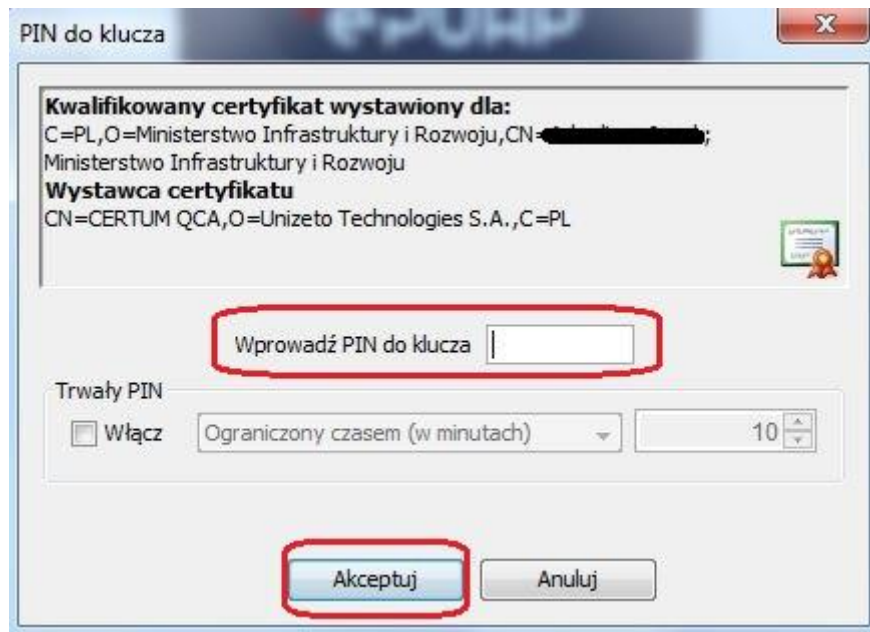 ePUAP
PIN do klucza
Kwalifikowany certyfikat wystawiony dla:
C=PL,O=Ministerstwo Infrastruktury i Rozwoju,CN= ;
Ministerstwo Infrastruktury i Rozwoju
Wystawca certyfikatu
CN=CERTUM QCA,O=Unizeto Technologies S.A.,C=PL
Wprowadź PIN do klucza
Trwały PIN
Włącz Ograniczony czasem (w minutach) 10
Akceptuj Anuluj